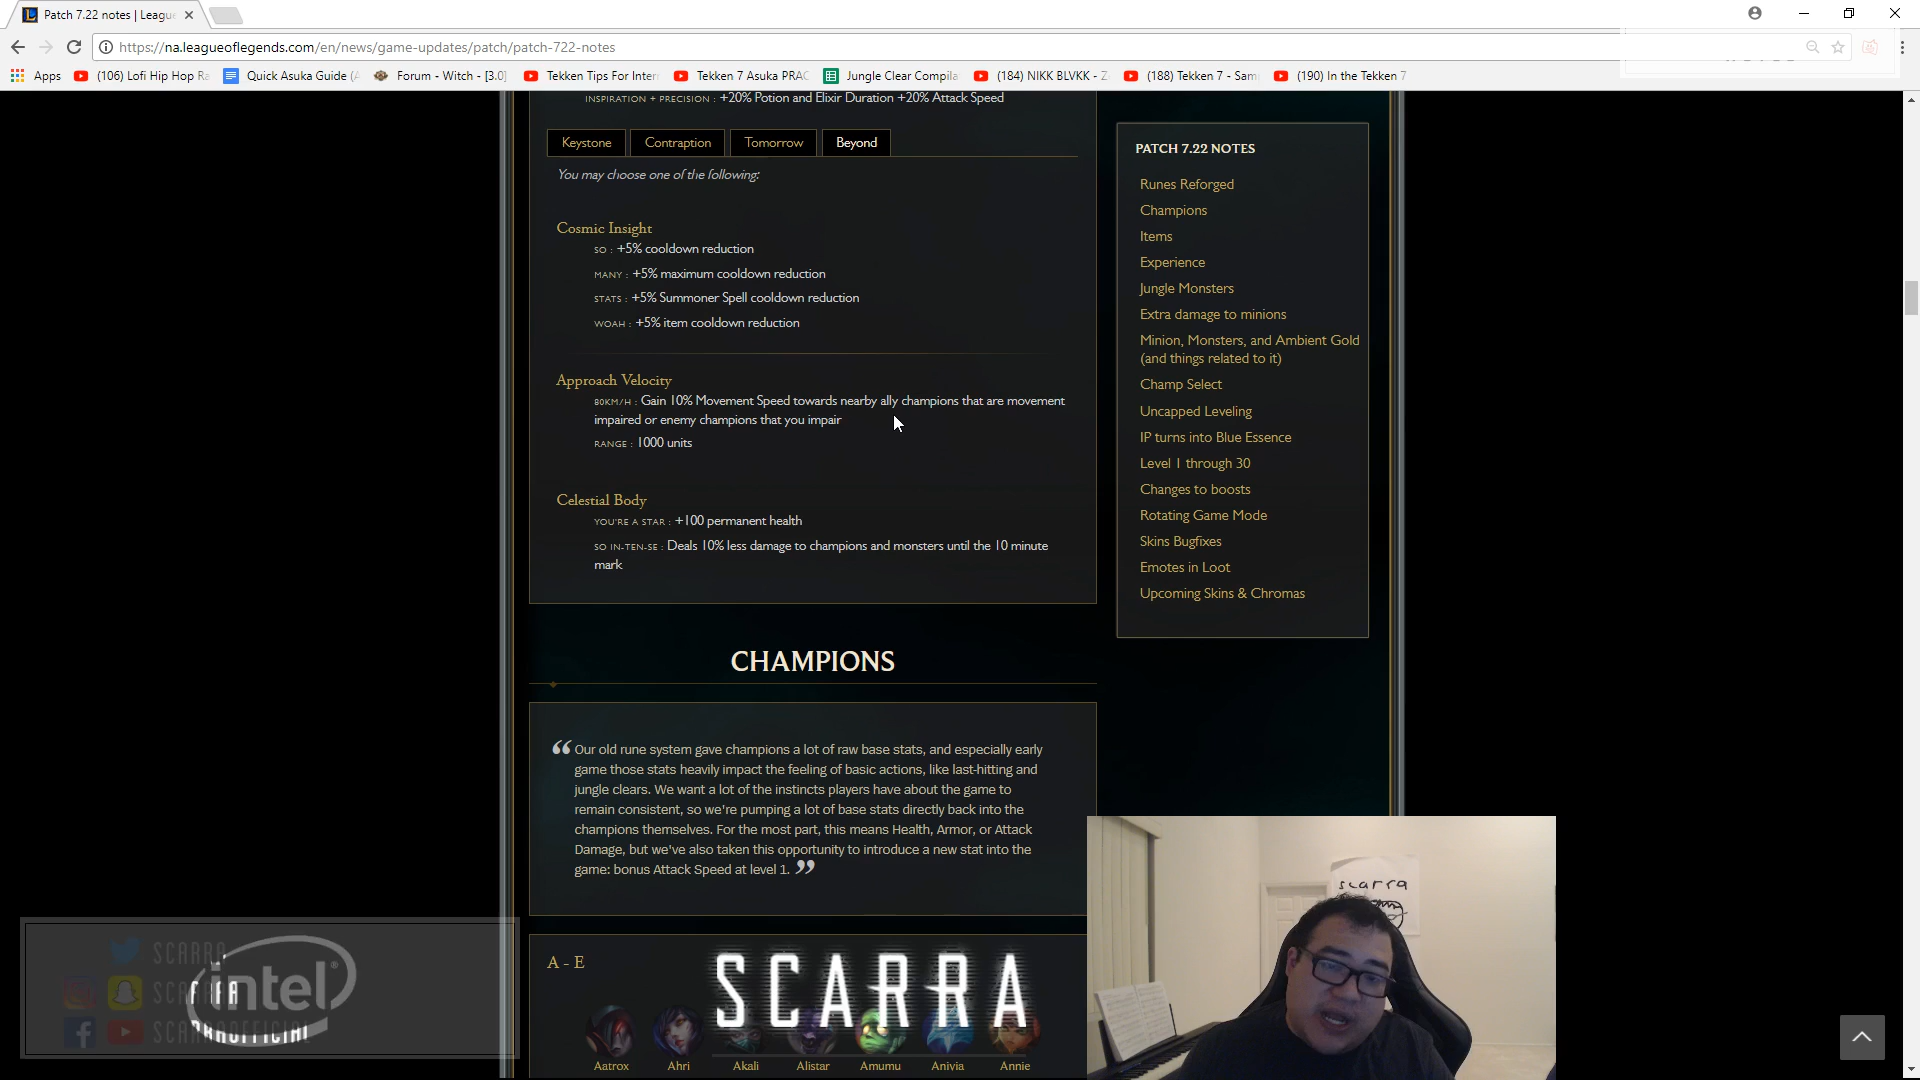 Patch 7.22 notes | Leagu
https://na.leagueoflegends.com/en/news/game-updates/patch/patch-722-notes
Apps (106) Lofi Hip Hop Ra Quick Asuka Guide (A Forum - Witch - [3.0] Tekken Tips For Inter Tekken 7 Asuka PRAC Jungle Clear Compila (184) NIKK BLVKK - Z (188) Tekken 7 - Sam (190) In the Tekken 7
INSPIRATION + PRECISION : +20% Potion and Elixir Duration +20% Attack Speed
Keystone Contraption Tomorrow Beyond
You may choose one of the following:
Cosmic Insight
SO : +5% cooldown reduction
MANY : +5% maximum cooldown reduction
STATS : +5% Summoner Spell cooldown reduction
WOAH : +5% item cooldown reduction
Approach Velocity
80KM/H : Gain 10% Movement Speed towards nearby ally champions that are movement
impaired or enemy champions that you impair
RANGE : 1000 units
Celestial Body
YOU'RE A STAR : +100 permanent health
SO IN-TEN-SE : Deals 10% less damage to champions and monsters until the 10 minute
mark
PATCH 7.22 NOTES
Runes Reforged
Champions
Items
Experience
Jungle Monsters
Extra damage to minions
Minion, Monsters, and Ambient Gold
(and things related to it)
Champ Select
Uncapped Leveling
IP turns into Blue Essence
Level 1 through 30
Changes to boosts
Rotating Game Mode
Skins Bugfixes
Emotes in Loot
Upcoming Skins & Chromas
CHAMPIONS
“ Our old rune system gave champions a lot of raw base stats, and especially early
game those stats heavily impact the feeling of basic actions, like last-hitting and
jungle clears. We want a lot of the instincts players have about the game to
remain consistent, so we're pumping a lot of base stats directly back into the
champions themselves. For the most part, this means Health, Armor, or Attack
Damage, but we've also taken this opportunity to introduce a new stat into the
game: bonus Attack Speed at level 1. ”
A - E
SCARRA
Aatrox Ahri Akali Alistar Amumu Anivia Annie
SCARRA
intel
scarra